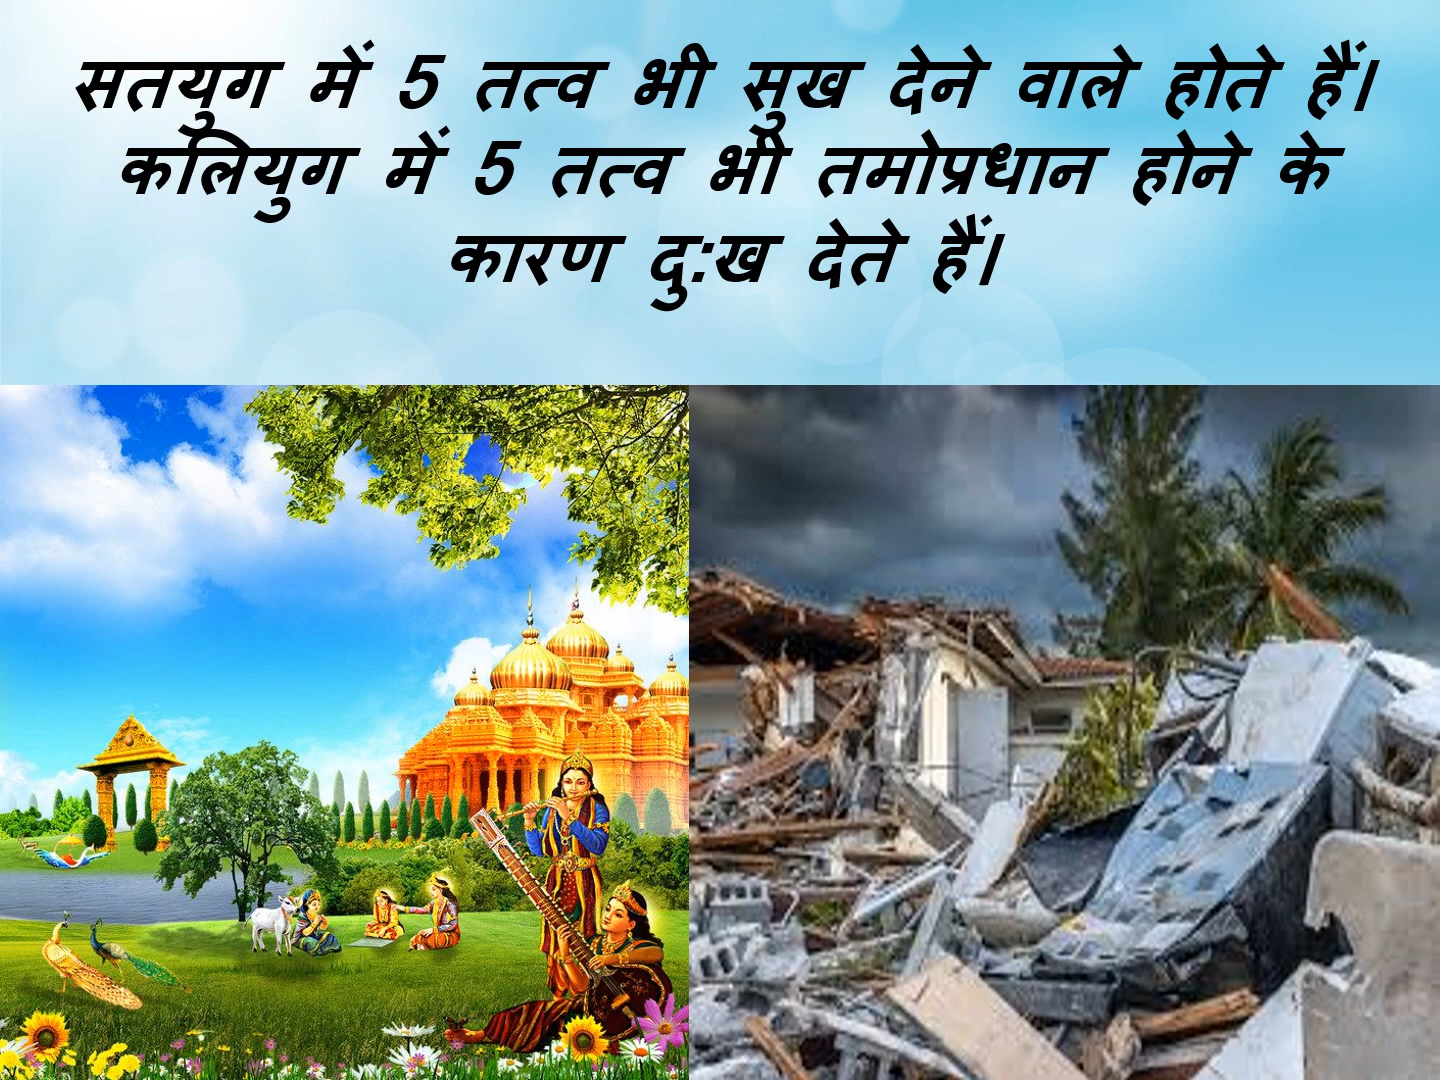 सतयुग में 5 तत्व भी सुख देने वाले होते हैं।
कलियुग में 5 तत्व भी तमोप्रधान होने के
कारण दु:ख देते हैं।